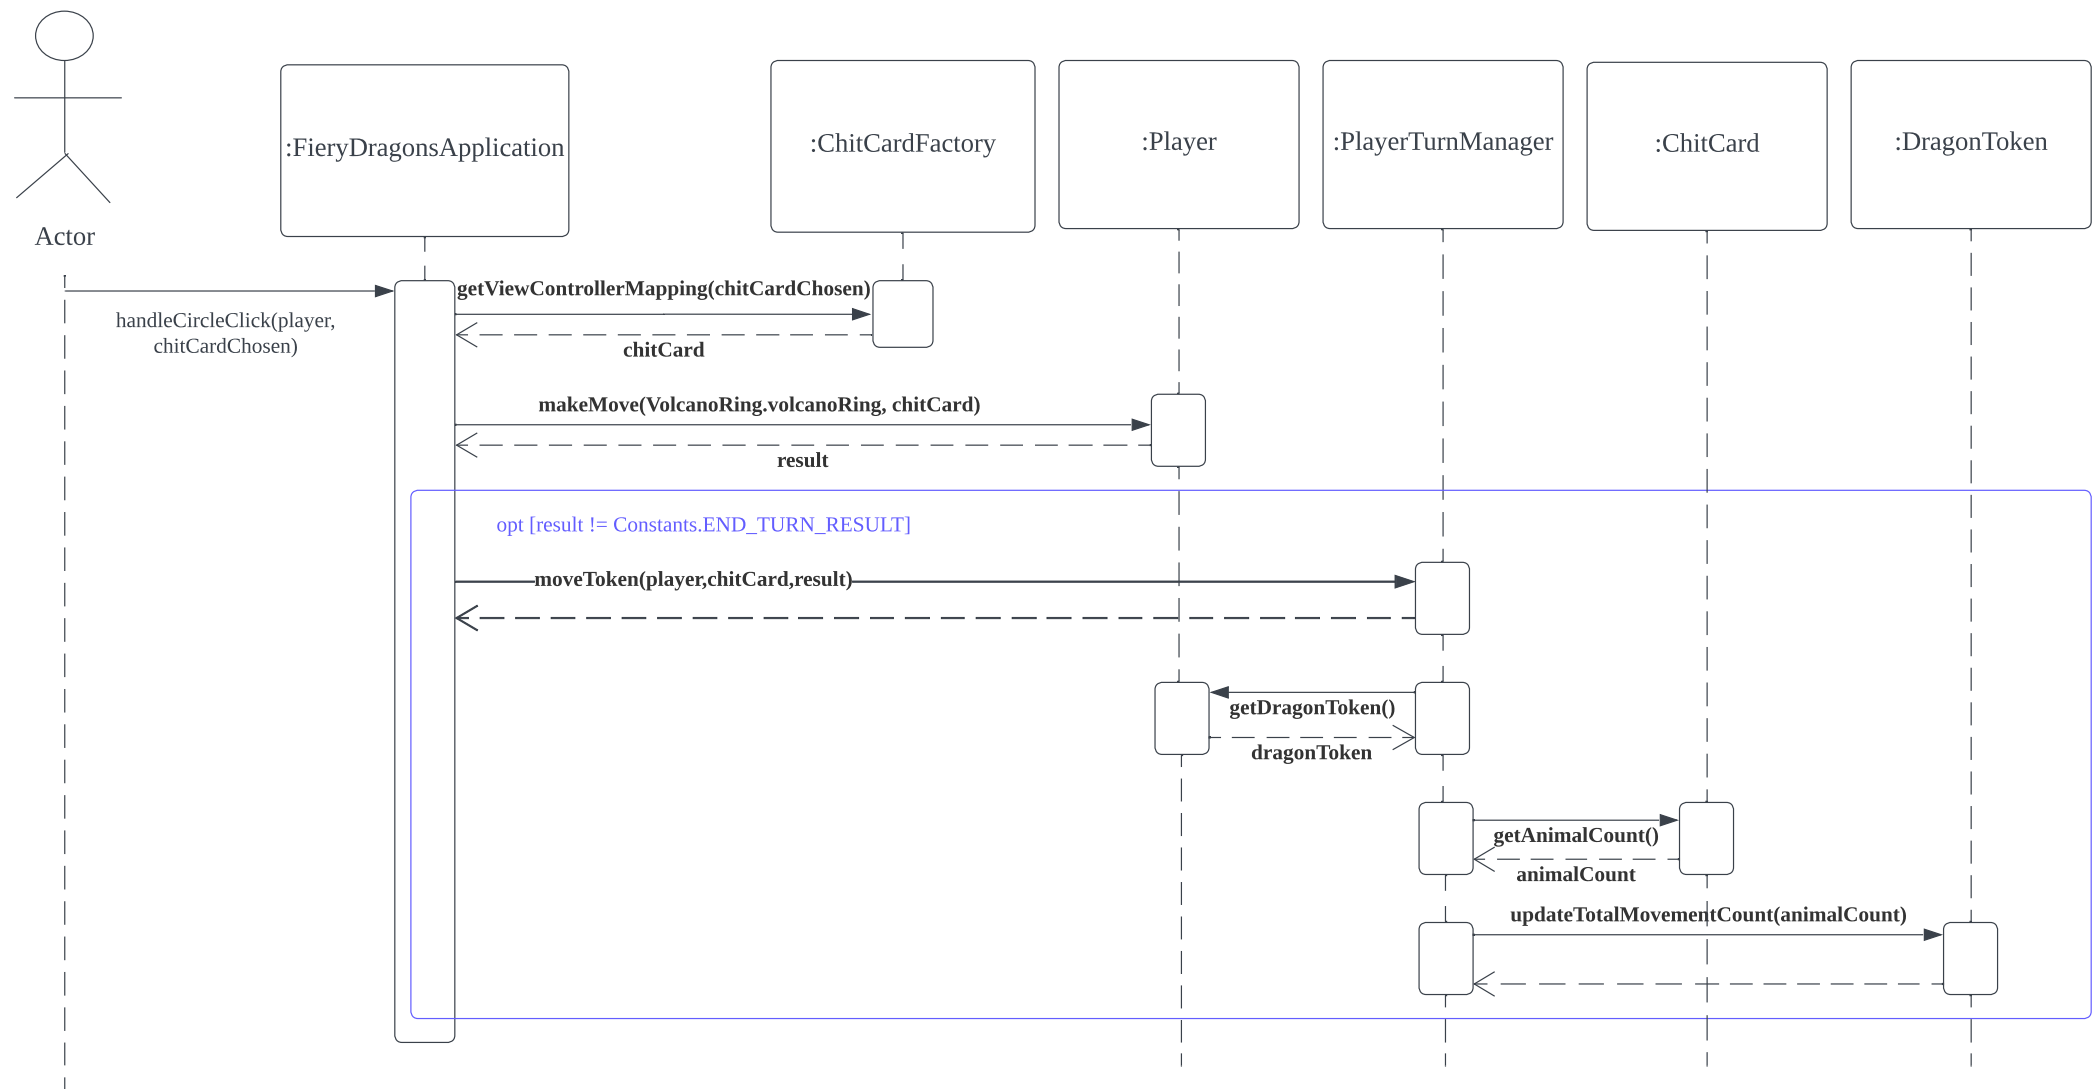 :FieryDragonsApplication
:ChitCardFactory
:Player
:PlayerTurnManager
:ChitCard
:DragonToken
Actor
getViewControllerMapping(chitCardChosen)
handleCircleClick(player,
chitCardChosen)
chitCard
makeMove(VolcanoRing.volcanoRing, chitCard)
result
opt [result != Constants.END_TURN_RESULT]
moveToken(player,chitCard,result)
getDragonToken()
dragonToken
getAnimalCount()
animalCount
updateTotalMovementCount(animalCount)